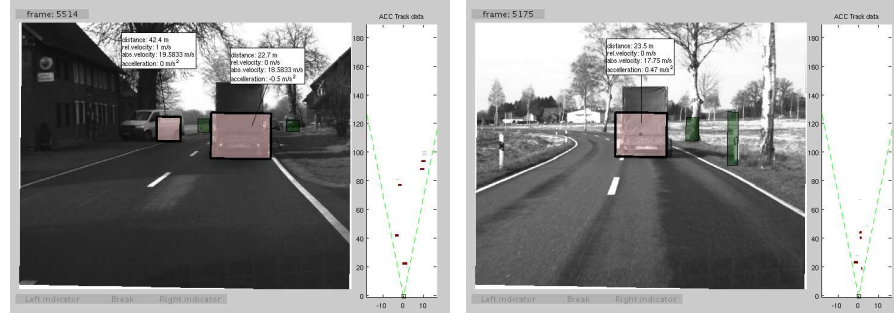 frame: 5514
ACC Track data
distance: 42.4 m
rel.velocity: 1 m/s
abs.velocity: 19.5833 m/s
accelleration: 0 m/s²
distance: 22.7 m
rel.velocity: 0 m/s
abs.velocity: 18.5833 m/s
accelleration: -0.5 m/s²
180
160
140
120
100
80
60
40
20
0
-10 0 10
Left indicator Break Right indicator
frame: 5175
ACC Track data
distance: 23.5 m
rel.velocity: 0 m/s
abs.velocity: 17.75 m/s
accelleration: 0.47 m/s²
180
160
140
120
100
80
60
40
20
0
-10 0 10
Left indicator Break Right indicator